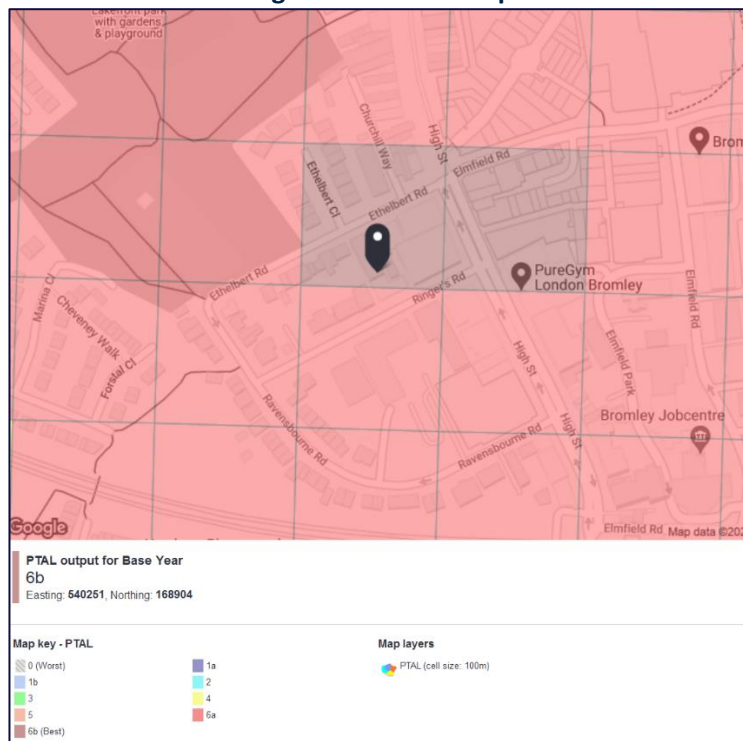 Lakefront park
with gardens
& playground
Churchill Way
High St
Elmfield Rd
Ethelbert Cl
Ethelbert Rd
Brom
PureGym
London Bromley
Ringer's Rd
Ethelbert Rd
Marina Cl
Cheveney Walk
Forstal Cl
High St
Elmfield Park
Elmfield Rd
Bromley Jobcentre
Ravensbourne Rd
Ravensbourne Rd
High St
Google
Elmfield Rd
Map data ©202
PTAL output for Base Year
6b
Easting: 540251, Northing: 168904
Map key - PTAL
Map layers
0 (Worst)
1a
PTAL (cell size: 100m)
1b
2
3
4
5
6a
6b (Best)